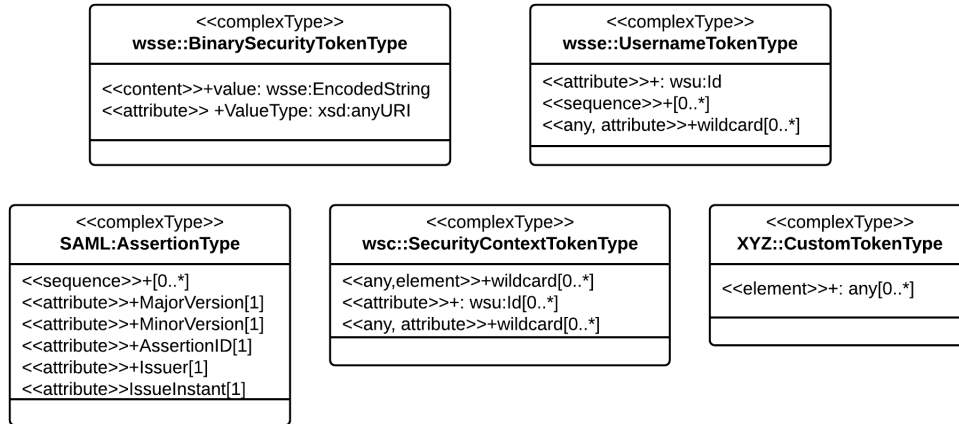 <<complexType>>
wsse::BinarySecurityTokenType
<<content>>+value: wsse:EncodedString
<<attribute>> +ValueType: xsd:anyURI
<<complexType>>
wsse::UsernameTokenType
<<attribute>>+: wsu:Id
<<sequence>>+[0..*]
<<any, attribute>>+wildcard[0..*]
<<complexType>>
SAML:AssertionType
<<sequence>>+[0..*]
<<attribute>>+MajorVersion[1]
<<attribute>>+MinorVersion[1]
<<attribute>>+AssertionID[1]
<<attribute>>+Issuer[1]
<<attribute>>IssueInstant[1]
<<complexType>>
wsc::SecurityContextTokenType
<<any,element>>+wildcard[0..*]
<<attribute>>+: wsu:Id[0..*]
<<any, attribute>>+wildcard[0..*]
<<complexType>>
XYZ::CustomTokenType
<<element>>+: any[0..*]